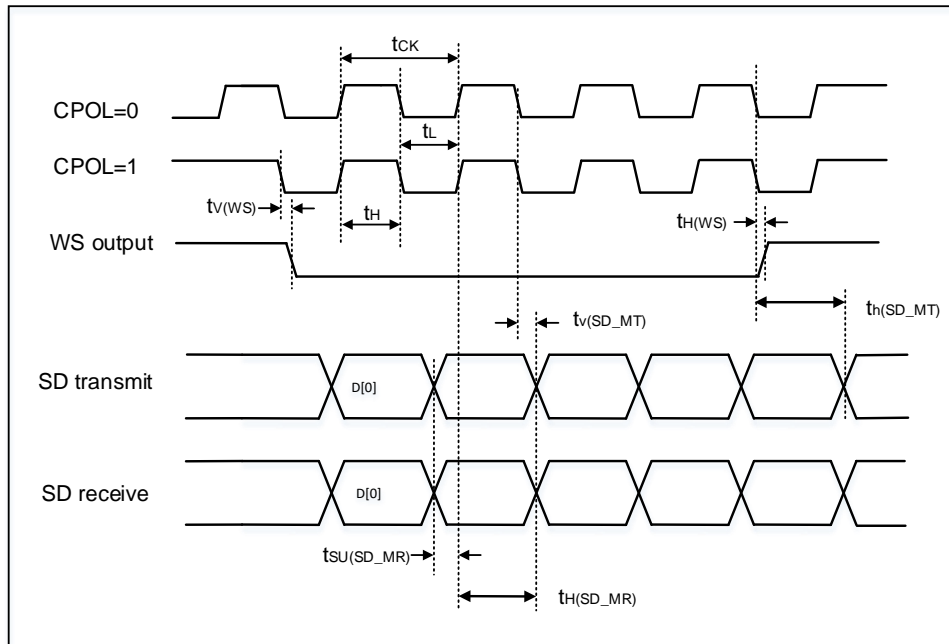 tCK
CPOL=0
tL
CPOL=1
tV(WS)
tH
tH(WS)
WS output
th(SD_MT)
tv(SD_MT)
SD transmit
D[0]
SD receive
D[0]
tSU(SD_MR)
tH(SD_MR)